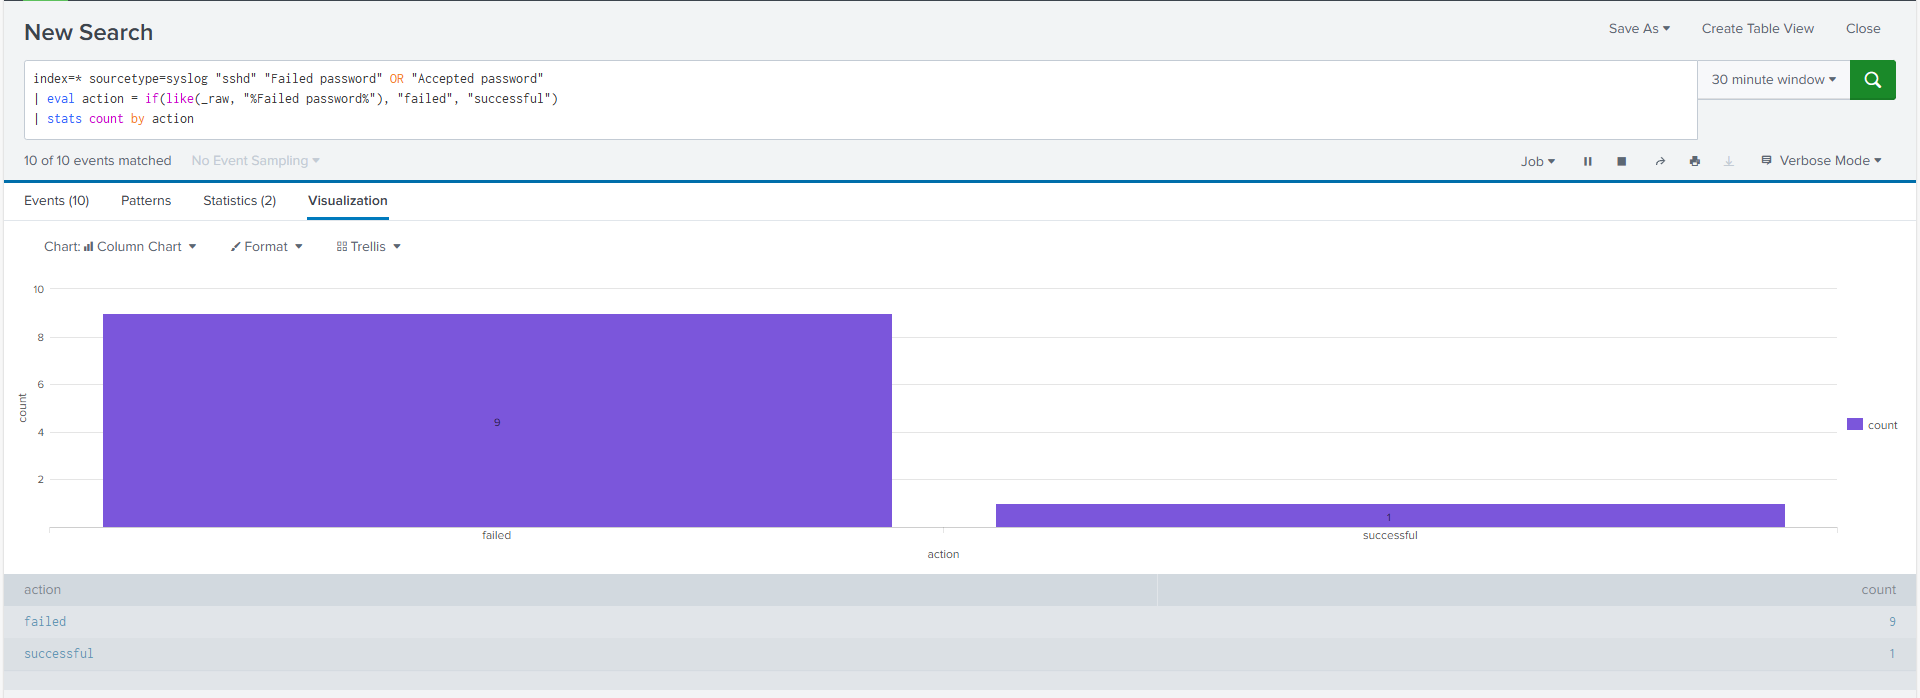 New Search
Save As
Create Table View
Close
index=* sourcetype=syslog "sshd" "Failed password" OR "Accepted password"
| eval action = if(like(_raw, "%Failed password%"), "failed", "successful")
| stats count by action
30 minute window
10 of 10 events matched
No Event Sampling
Job
Verbose Mode
Events (10)
Patterns
Statistics (2)
Visualization
Chart: Column Chart
Format
Trellis
10
8
6
4
2
count
9
1
failed
successful
action
count
action count
failed 9
successful 1